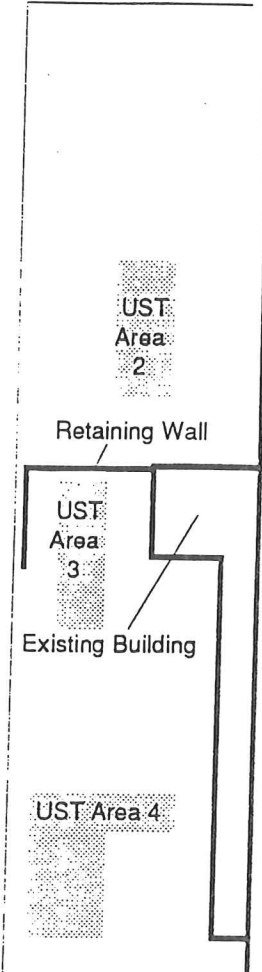 UST
Area
2
Retaining Wall
UST
Area
3
Existing Building
UST Area 4